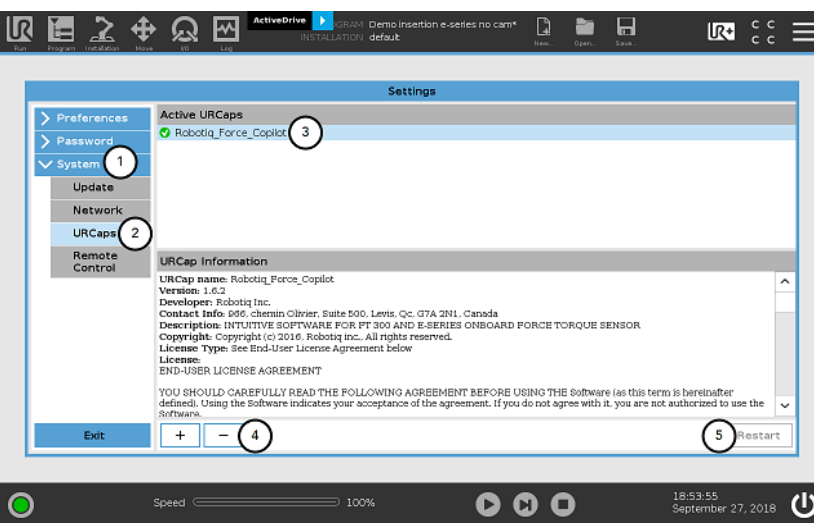 ActiveDrive
GRAM Demo insertion e-series no cam*
INSTALLATION default
Run Program Installation Move I/O Log New... Open... Save...
UR+
C C
C C
Settings
Preferences
Password
System 1
Update
Network
URCaps 2
Remote
Control
Exit
Active URCaps
Robotiq_Force_Copilot 3
URCap Information
URCap name: Robotiq_Force_Copilot
Version: 1.6.2
Developer: Robotiq Inc.
Contact Info: 966, chemin Olivier, Suite 500, Levis, Qc, G7A 2N1, Canada
Description: INTUITIVE SOFTWARE FOR FT 300 AND E-SERIES ONBOARD FORCE TORQUE SENSOR
Copyright: Copyright (c) 2016, Robotiq inc., All rights reserved.
License Type: See End-User License Agreement below
License:
END-USER LICENSE AGREEMENT
YOU SHOULD CAREFULLY READ THE FOLLOWING AGREEMENT BEFORE USING THE Software (as this term is hereinafter
defined). Using the Software indicates your acceptance of the agreement. If you do not agree with it, you are not authorized to use the
Software.
+ − 4 5 Restart
Speed 100%
18:53:55
September 27, 2018